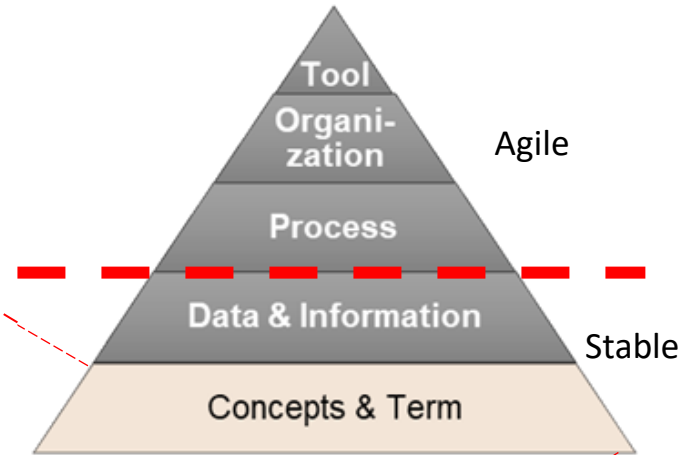 Tool
Organi-
zation
Agile
Process
Data & Information
Stable
Concepts & Term